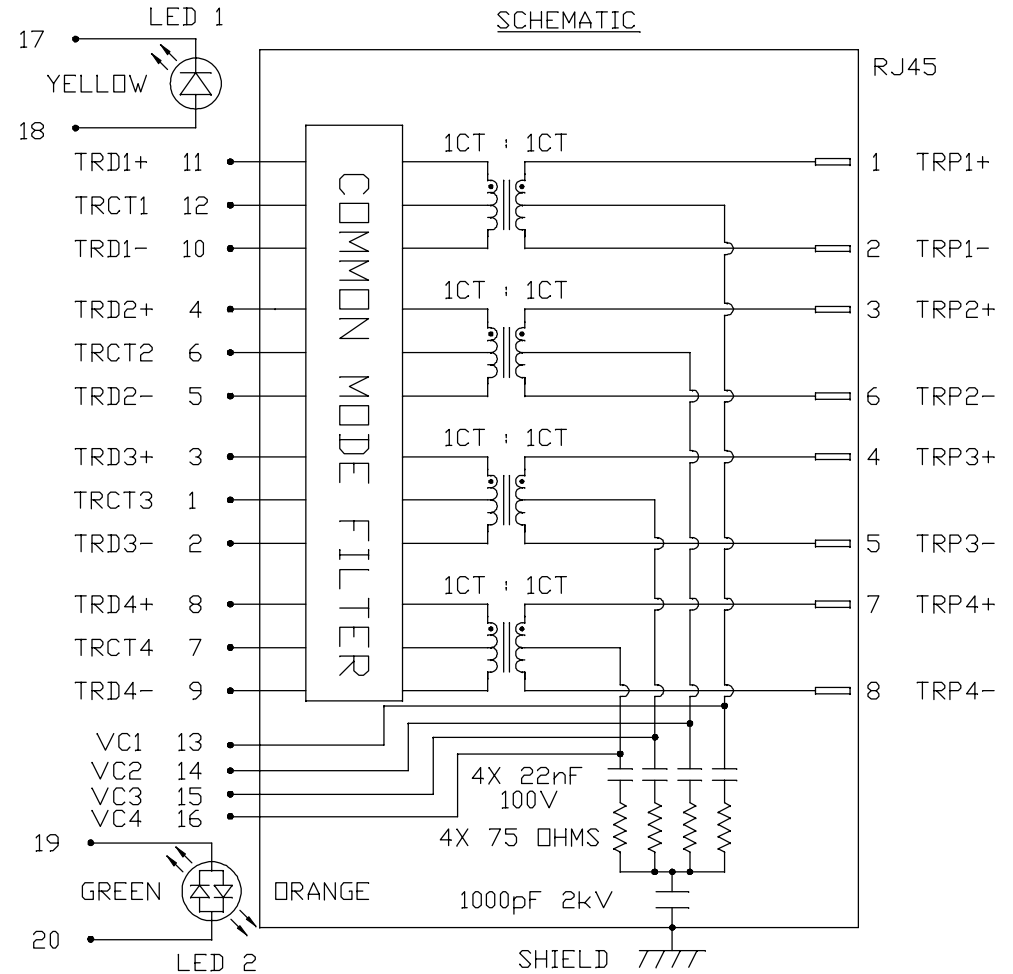 SCHEMATIC
LED 1
17
YELLOW
18
RJ45
1CT : 1CT
TRD1+ 11
1 TRP1+
TRCT1 12
TRD1- 10
2 TRP1-
1CT : 1CT
TRD2+ 4
3 TRP2+
TRCT2 6
TRD2- 5
6 TRP2-
1CT : 1CT
TRD3+ 3
4 TRP3+
TRCT3 1
TRD3- 2
5 TRP3-
1CT : 1CT
TRD4+ 8
7 TRP4+
TRCT4 7
TRD4- 9
8 TRP4-
COMMON MODE FILTER
VC1 13
VC2 14
VC3 15
VC4 16
4X 22nF
100V
4X 75 OHMS
1000pF 2kV
19
GREEN
ORANGE
20
LED 2
SHIELD